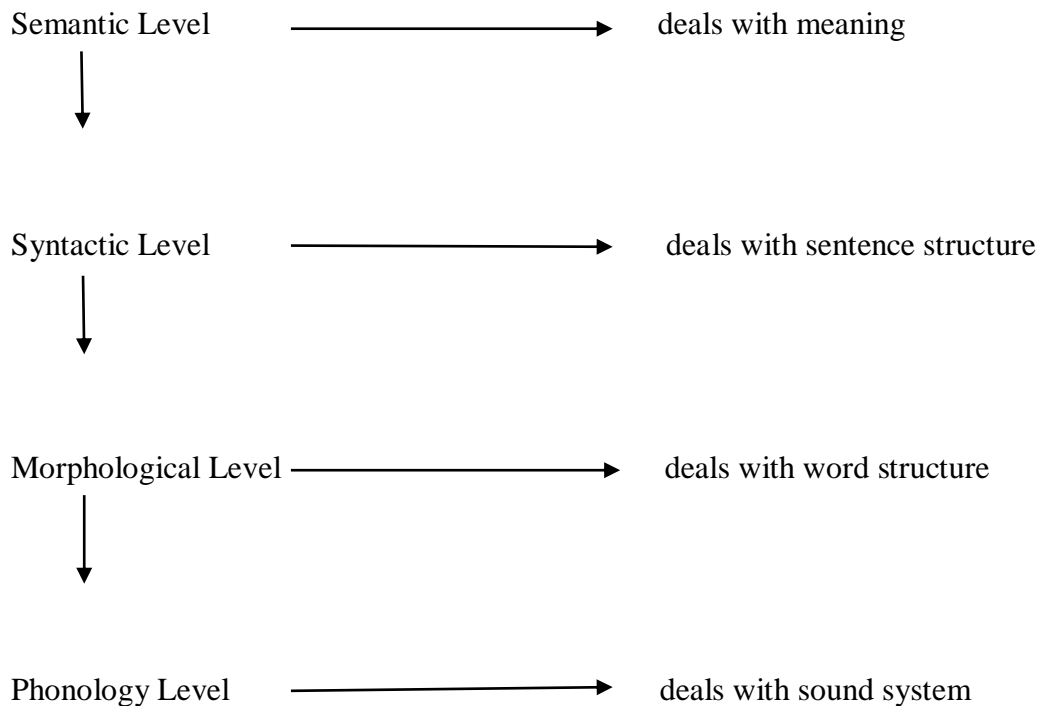 Semantic Level deals with meaning
Syntactic Level deals with sentence structure
Morphological Level deals with word structure
Phonology Level deals with sound system